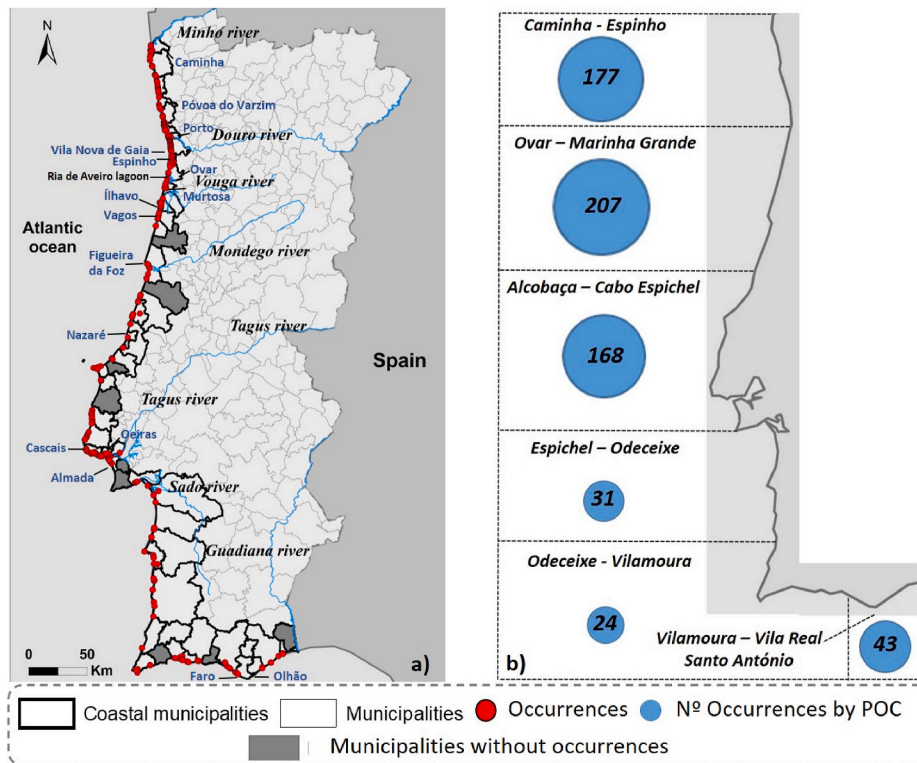 N
Minho river
Caminha
Póvoa do Varzim
Porto
Douro river
Vila Nova de Gaia
Espinho
Ovar
Ria de Aveiro lagoon
Vouga river
Ílhavo
Murtosa
Vagos
Atlantic
ocean
Figueira
da Foz
Mondego river
Nazaré
Tagus river
Spain
Tagus river
Oeiras
Cascais
Almada
Sado river
Guadiana river
0 50
Km
Faro
Olhão
a)
Caminha - Espinho
177
Ovar – Marinha Grande
207
Alcobaça – Cabo Espichel
168
Espichel – Odeceixe
31
Odeceixe - Vilamoura
24
Vilamoura – Vila Real
Santo António
43
b)
Coastal municipalities
Municipalities
Occurrences
Nº Occurrences by POC
Municipalities without occurrences